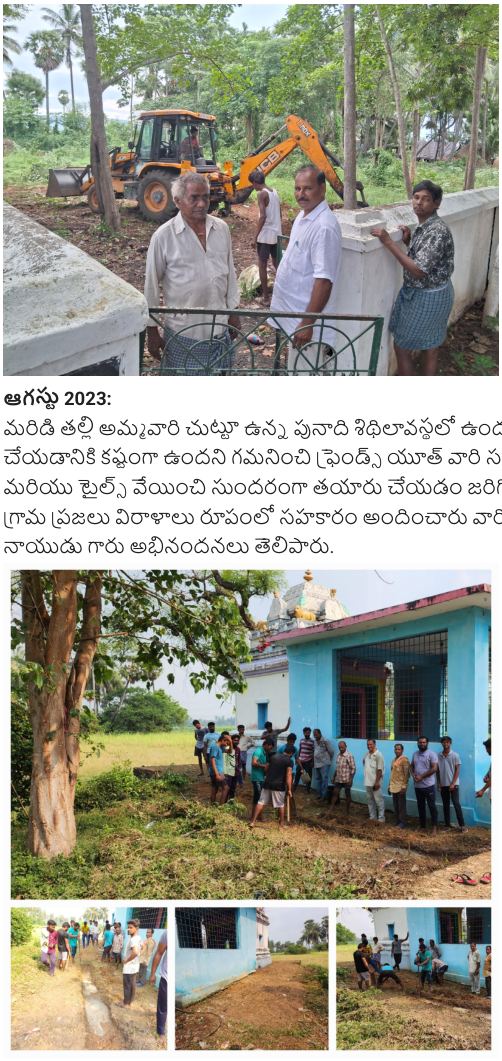 JCB
ఆగస్టు 2023:
మరిడి తల్లి అమ్మవారి చుట్టూ ఉన్న పునాది శిథిలావస్థలో ఉండ
చేయడానికి కష్టంగా ఉందని గమనించి ఫ్రెండ్స్ యూత్ వారి స
మరియు టైల్స్ వేయించి సుందరంగా తయారు చేయడం జరి
గ్రామ ప్రజలు విరాళాలు రూపంలో సహకారం అందించారు వారి
నాయుడు గారు అభినందనలు తెలిపారు.